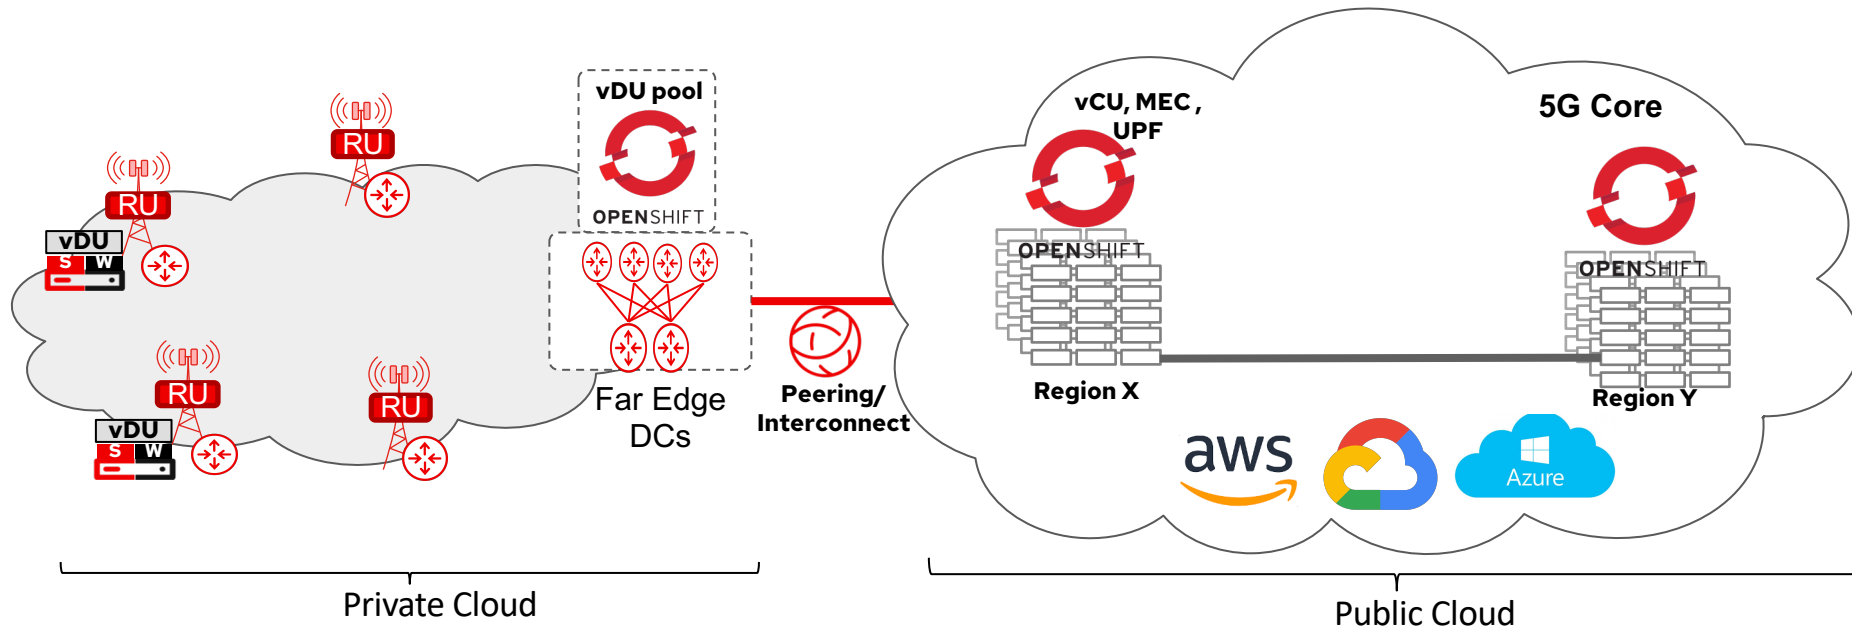 vDU pool
OPENSHIFT
RU
RU
vDU
S W
RU
vDU
S W
RU
Far Edge
DCs
Peering/
Interconnect
vCU, MEC ,
UPF
OPENSHIFT
Region X
5G Core
OPENSHIFT
Region Y
aws
Azure
Private Cloud
Public Cloud